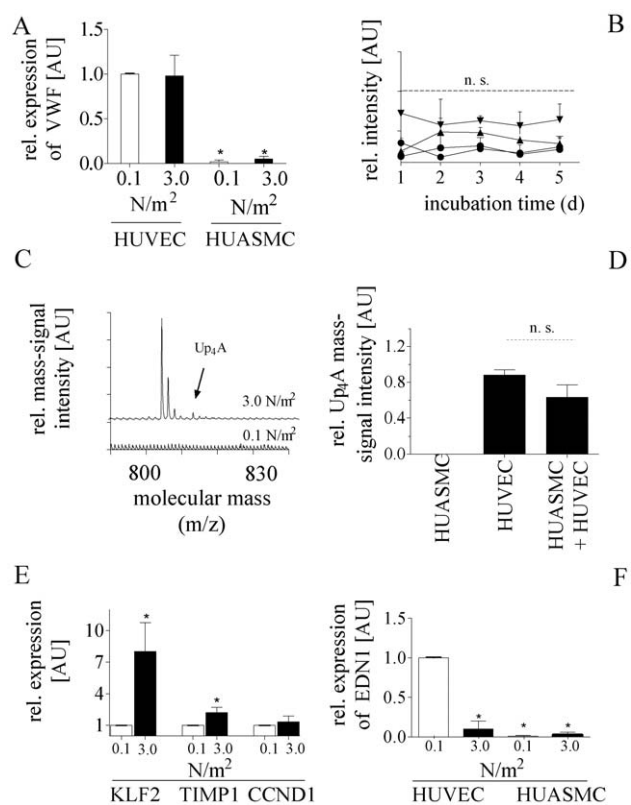 A
rel. expression
of VWF [AU]
1.5
1.0
0.5
0.0
* *
0.1 3.0 0.1 3.0
N/m² N/m²
HUVEC HUASMC
B
rel. intensity [AU]
n. s.
1 2 3 4 5
incubation time (d)
C
rel. mass-signal
intensity [AU]
Up₄A
3.0 N/m²
0.1 N/m²
800 830
molecular mass
(m/z)
D
rel. Up₄A mass-
signal intensity [AU]
n. s.
1.2
0.8
0.4
0.0
HUASMC
HUVEC
HUASMC
+ HUVEC
E
rel. expression
[AU]
10
7
4
1
*
*
0.1 3.0 0.1 3.0 0.1 3.0
N/m²
KLF2 TIMP1 CCND1
F
rel. expression
of EDN1 [AU]
1.5
1.0
0.5
0.0
* * *
0.1 3.0 0.1 3.0
N/m²
HUVEC HUASMC